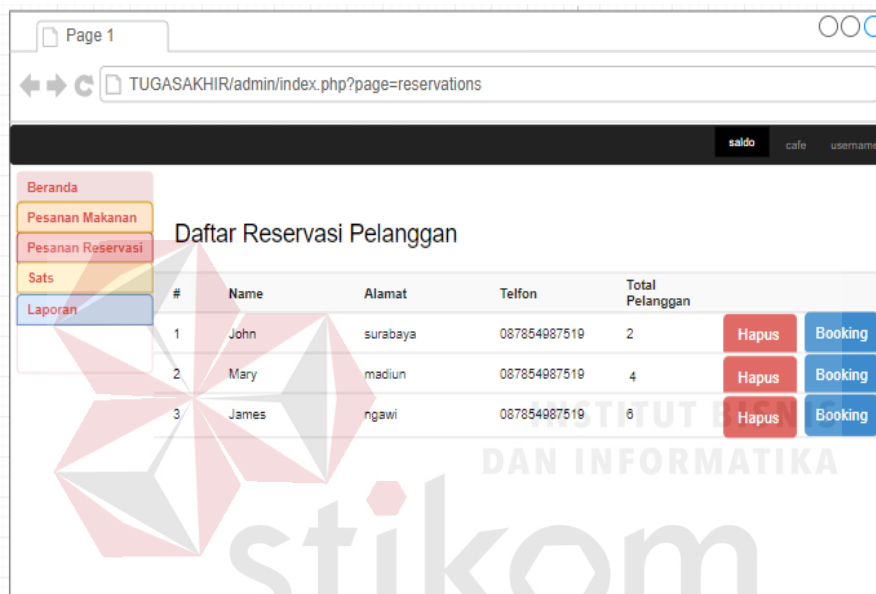 Page 1
TUGASAKHIR/admin/index.php?page=reservations
saldo cafe username
Beranda
Pesanan Makanan
Pesanan Reservasi
Sats
Laporan
Daftar Reservasi Pelanggan
# Name Alamat Telfon Total Pelanggan
1 John surabaya 087854987519 2 Hapus Booking
2 Mary madiun 087854987519 4 Hapus Booking
3 James ngawi 087854987519 6 Hapus Booking
INSTITUT BISNIS
DAN INFORMATIKA
stikom